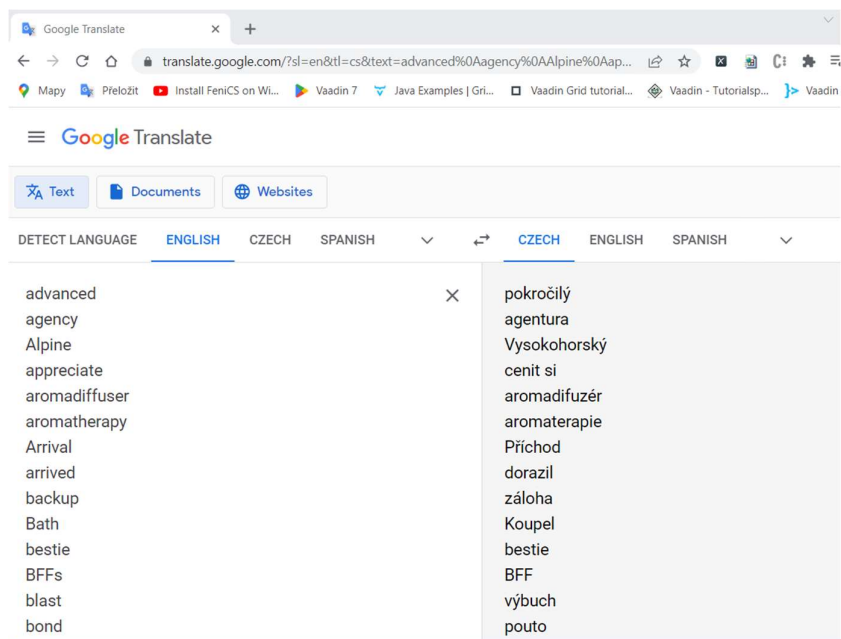 Google Translate
translate.google.com/?sl=en&tl=cs&text=advanced%0Aagency%0AAlpine%0Aap...
Mapy Přeložit Install FeniCS on Wi... Vaadin 7 Java Examples | Gri... Vaadin Grid tutorial... Vaadin - Tutorialsp... Vaadin
Google Translate
Text Documents Websites
DETECT LANGUAGE ENGLISH CZECH SPANISH CZECH ENGLISH SPANISH
advanced pokročilý
agency agentura
Alpine Vysokohorský
appreciate cenit si
aromadiffuser aromadifuzér
aromatherapy aromaterapie
Arrival Příchod
arrived dorazil
backup záloha
Bath Koupel
bestie bestie
BFFs BFF
blast výbuch
bond pouto